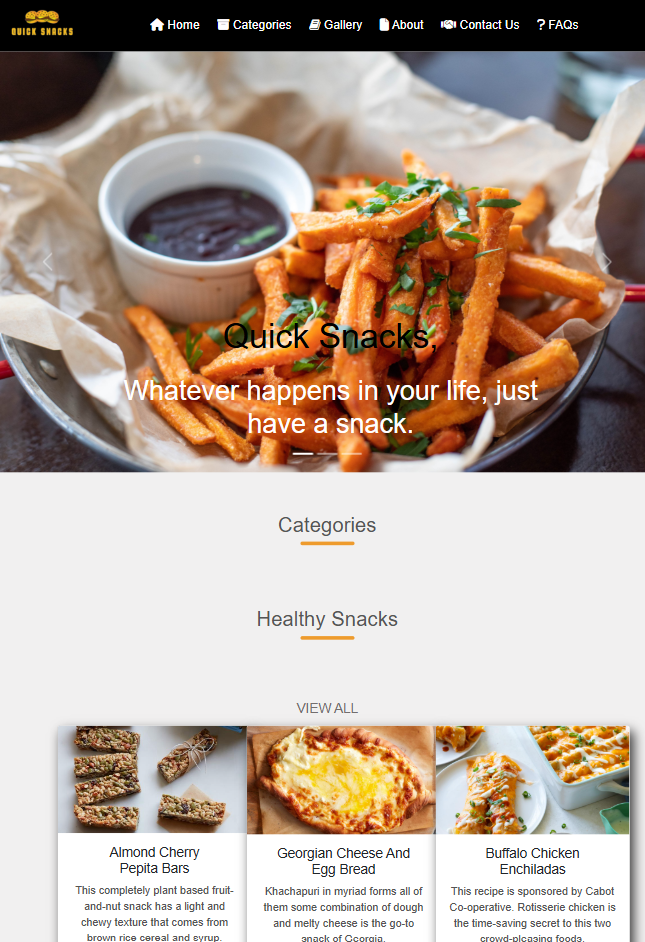 QUICK SNACKS
Home Categories Gallery About Contact Us FAQs
Quick Snacks,
Whatever happens in your life, just
have a snack.
Categories
Healthy Snacks
VIEW ALL
Almond Cherry
Pepita Bars
This completely plant based fruit-
and-nut snack has a light and
chewy texture that comes from
brown rice cereal and syrup.
Georgian Cheese And
Egg Bread
Khachapuri in myriad forms all of
them some combination of dough
and melty cheese is the go-to
snack of Georgia.
Buffalo Chicken
Enchiladas
This recipe is sponsored by Cabot
Co-operative. Rotisserie chicken is
the time-saving secret to this two
crowd-pleasing foods.